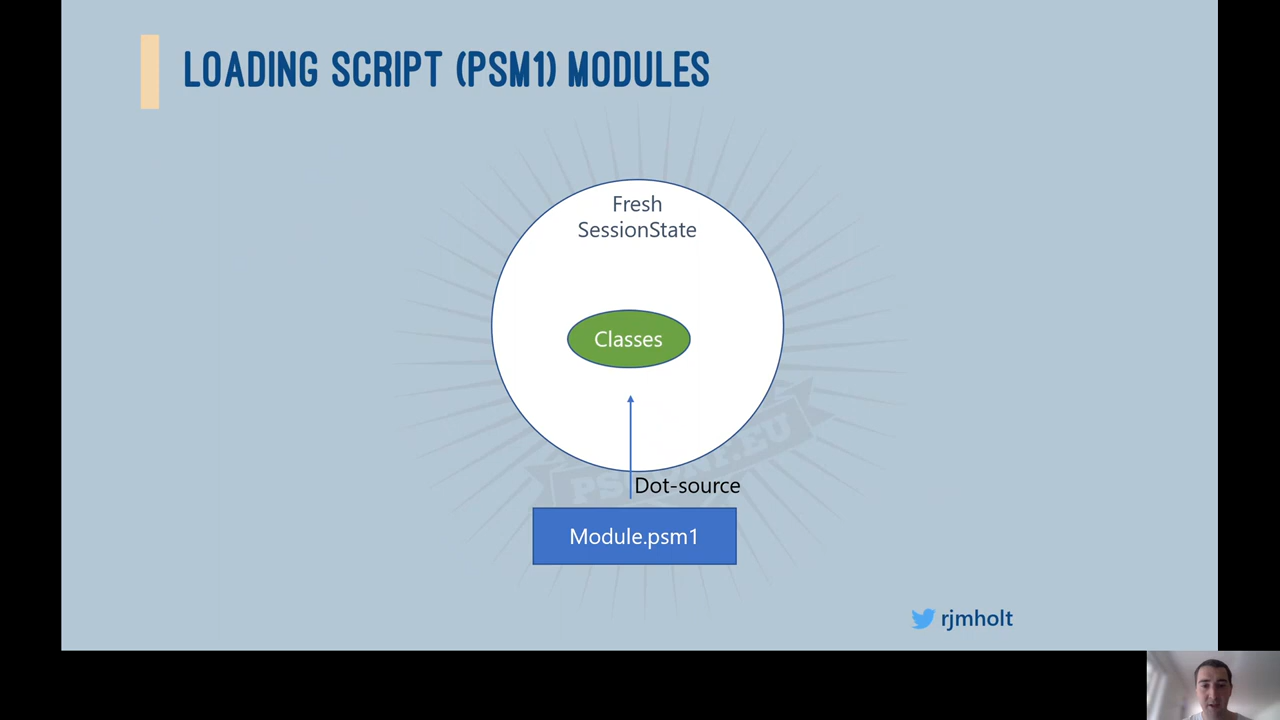 LOADING SCRIPT (PSM1) MODULES
Fresh
SessionState
Classes
Dot-source
Module.psm1
rjmholt